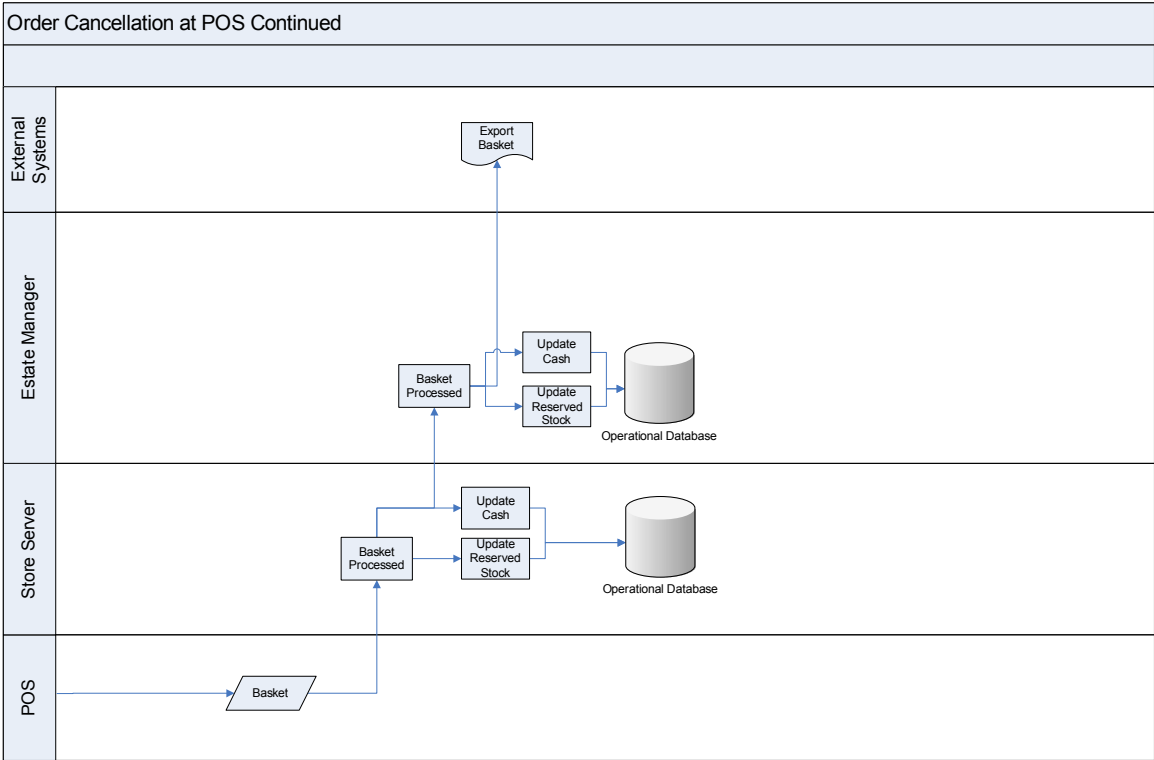 Order Cancellation at POS Continued
External
Systems
Export
Basket
Estate Manager
Update
Cash
Basket
Processed
Update
Reserved
Stock
Operational Database
Store Server
Update
Cash
Basket
Processed
Update
Reserved
Stock
Operational Database
POS
Basket